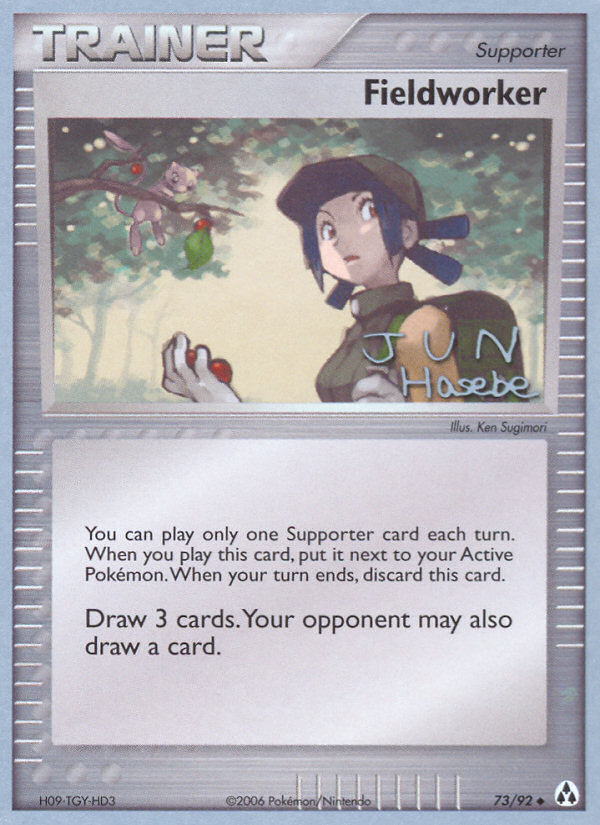 TRAINER
Supporter
Fieldworker
JUN
Hasebe
Illus. Ken Sugimori
You can play only one Supporter card each turn.
When you play this card, put it next to your Active
Pokémon. When your turn ends, discard this card.
Draw 3 cards. Your opponent may also
draw a card.
H09-TGY-HD3
©2006 Pokémon/Nintendo
73/92